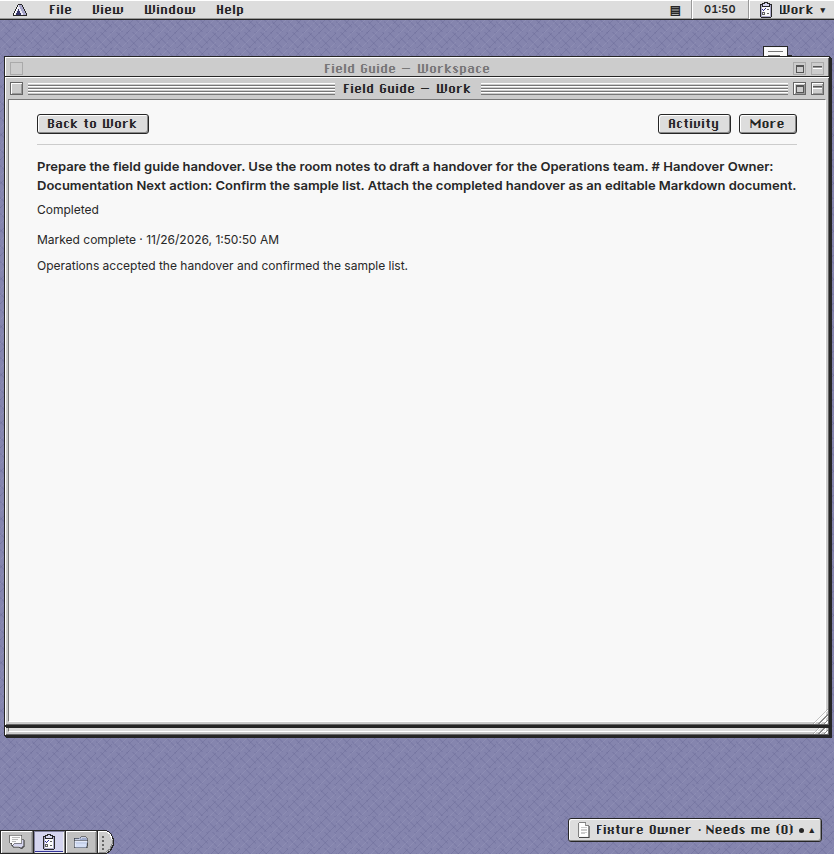 File View Window Help 01:50 Work
Field Guide — Workspace
Field Guide — Work
Back to Work Activity More
Prepare the field guide handover. Use the room notes to draft a handover for the Operations team. # Handover Owner:
Documentation Next action: Confirm the sample list. Attach the completed handover as an editable Markdown document.
Completed
Marked complete · 11/26/2026, 1:50:50 AM
Operations accepted the handover and confirmed the sample list.
Fixture Owner · Needs me (0)